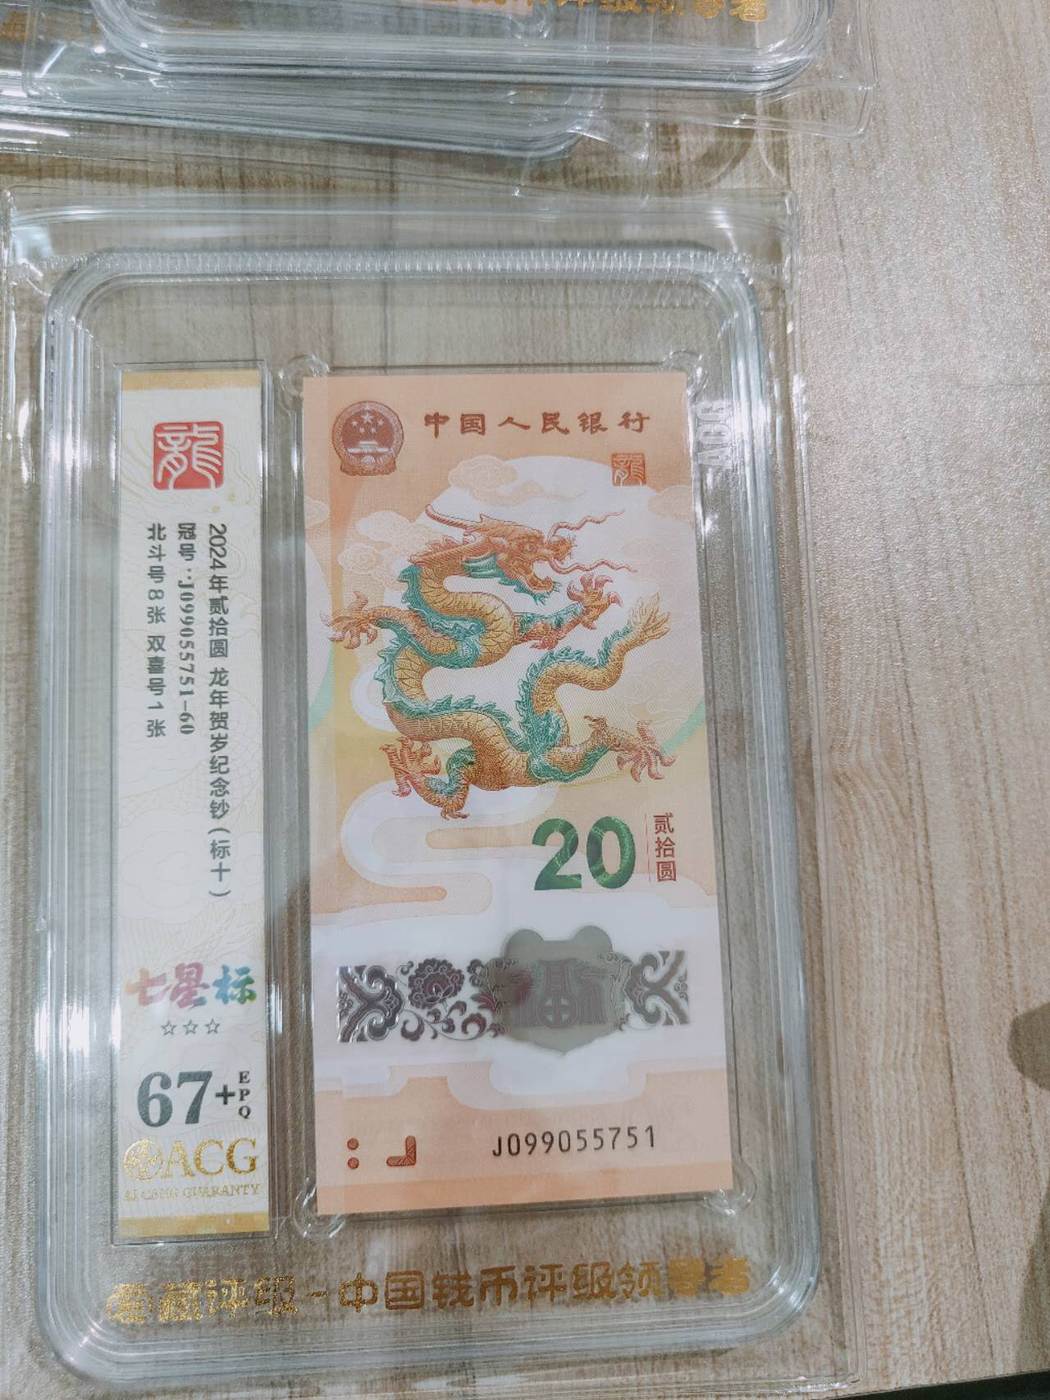 中国人民银行
龍
20
贰拾圆
J099055751
龍
2024年贰拾圆 龙年贺岁纪念钞(标十)
冠号:J099055751-60
北斗号8张 双喜号1张
七星标
☆☆☆
67+EPQ
ACG
GUARANTY
藏评级-中国钱币评级领导者